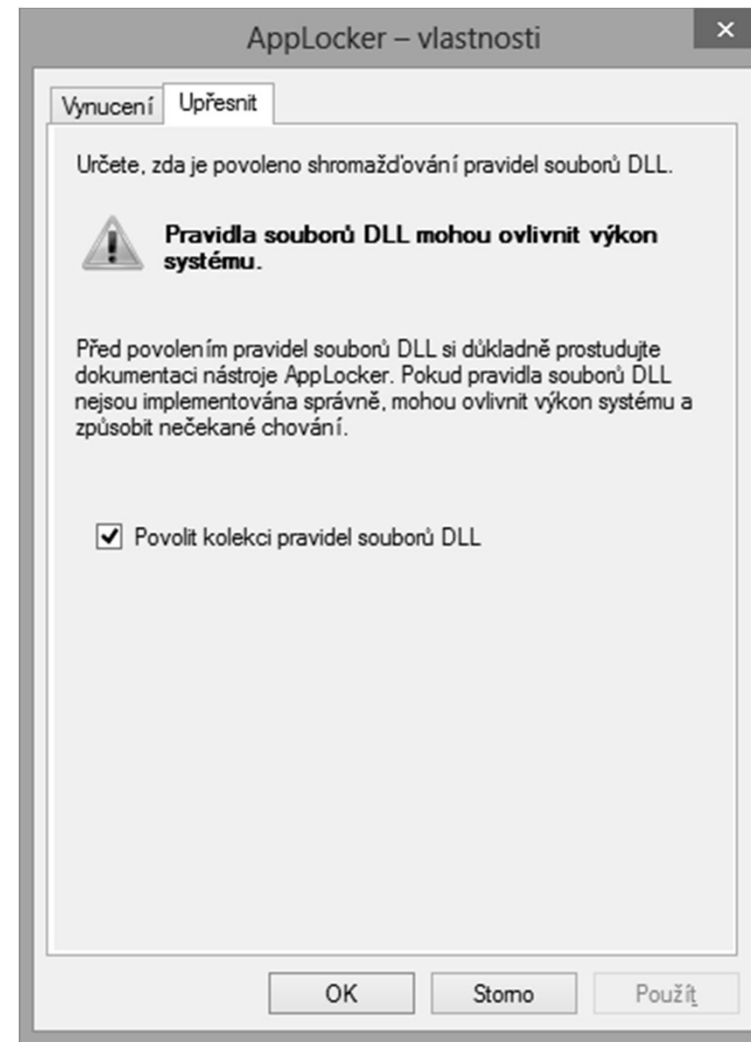 AppLocker – vlastnosti
Vynucení
Upřesnit
Určete, zda je povoleno shromažďování pravidel souborů DLL.
Pravidla souborů DLL mohou ovlivnit výkon
systému.
Před povolením pravidel souborů DLL si důkladně prostudujte
dokumentaci nástroje AppLocker. Pokud pravidla souborů DLL
nejsou implementována správně, mohou ovlivnit výkon systému a
způsobit nečekané chování.
Povolit kolekci pravidel souborů DLL
OK
Storno
Použít